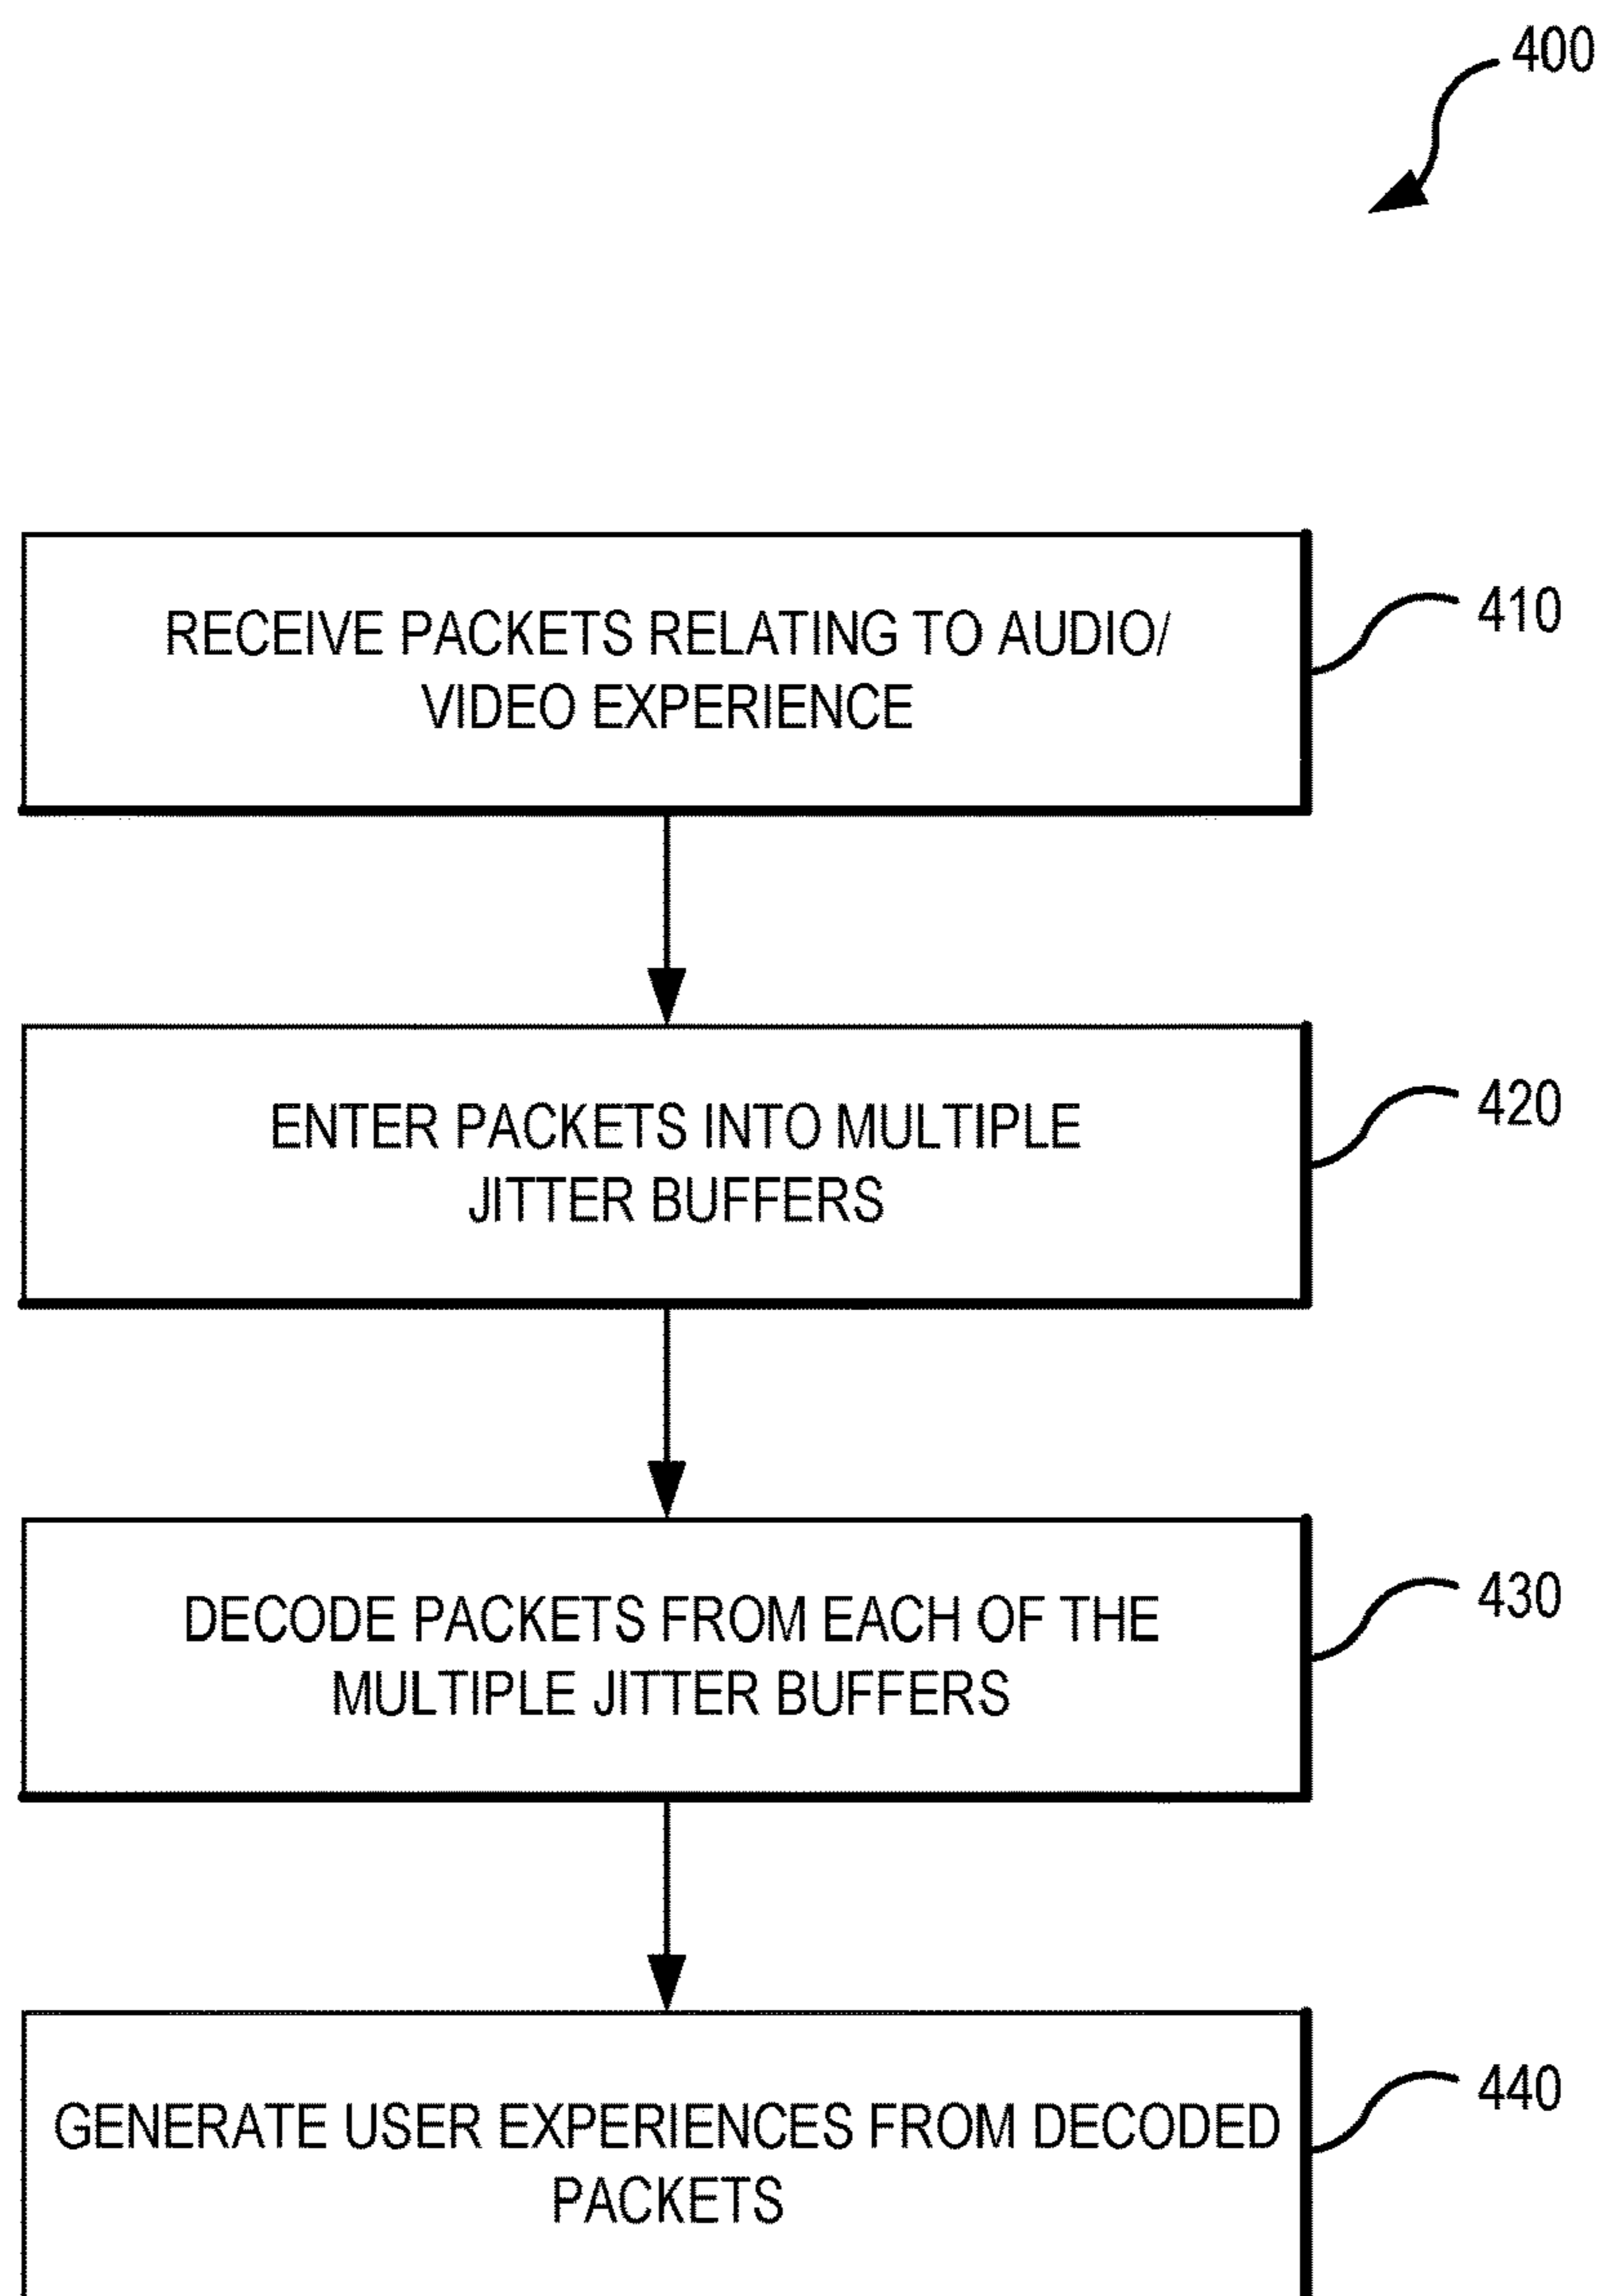 400
RECEIVE PACKETS RELATING TO AUDIO/
VIDEO EXPERIENCE
410
ENTER PACKETS INTO MULTIPLE
JITTER BUFFERS
420
DECODE PACKETS FROM EACH OF THE
MULTIPLE JITTER BUFFERS
430
GENERATE USER EXPERIENCES FROM DECODED
PACKETS
440